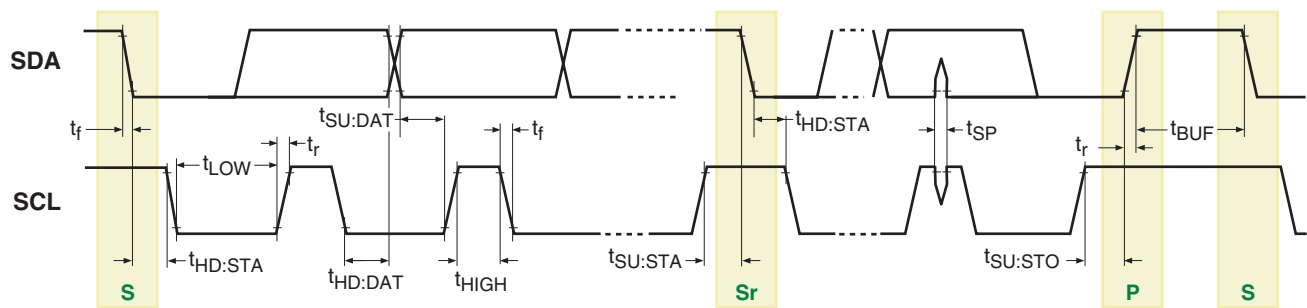 SDA
t_f
t_SU:DAT
t_f
t_HD:STA
t_SP
t_BUF
t_LOW
t_r
t_r
SCL
t_HD:STA
t_HD:DAT
t_HIGH
t_SU:STA
t_SU:STO
S
Sr
P
S